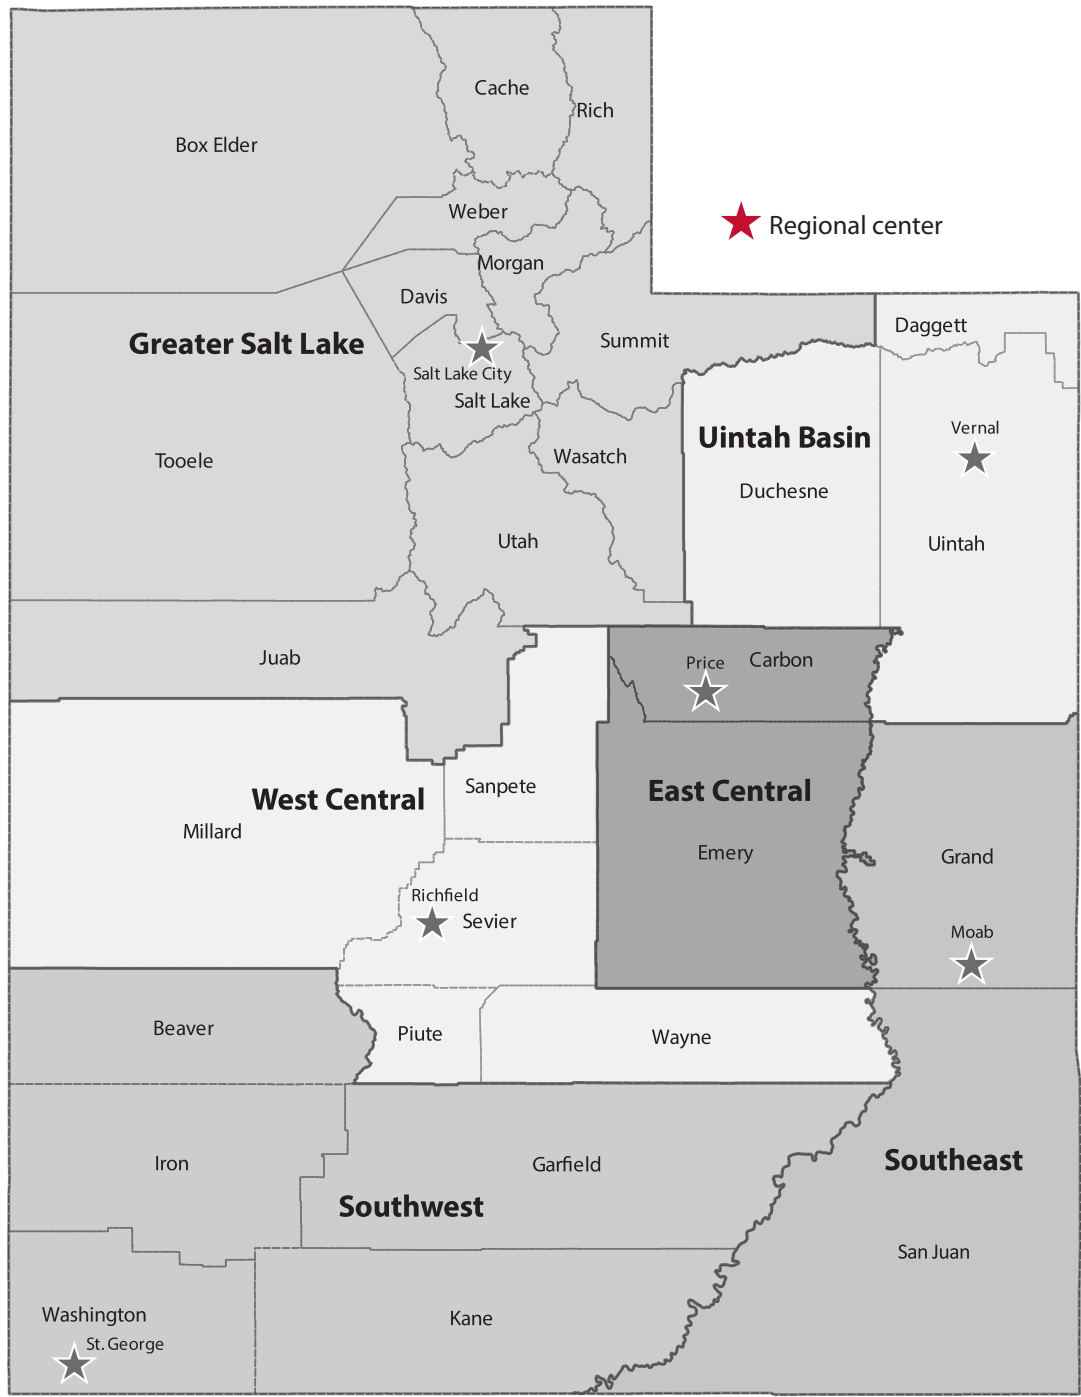 Cache
Rich
Box Elder
Weber
Regional center
Morgan
Davis
Daggett
Greater Salt Lake
Summit
Salt Lake City
Salt Lake
Vernal
Uintah Basin
Wasatch
Tooele
Duchesne
Utah
Uintah
Juab
Price
Carbon
Sanpete
East Central
West Central
Millard
Emery
Grand
Richfield
Sevier
Moab
Beaver
Piute
Wayne
Southeast
Iron
Garfield
Southwest
San Juan
Washington
Kane
St. George